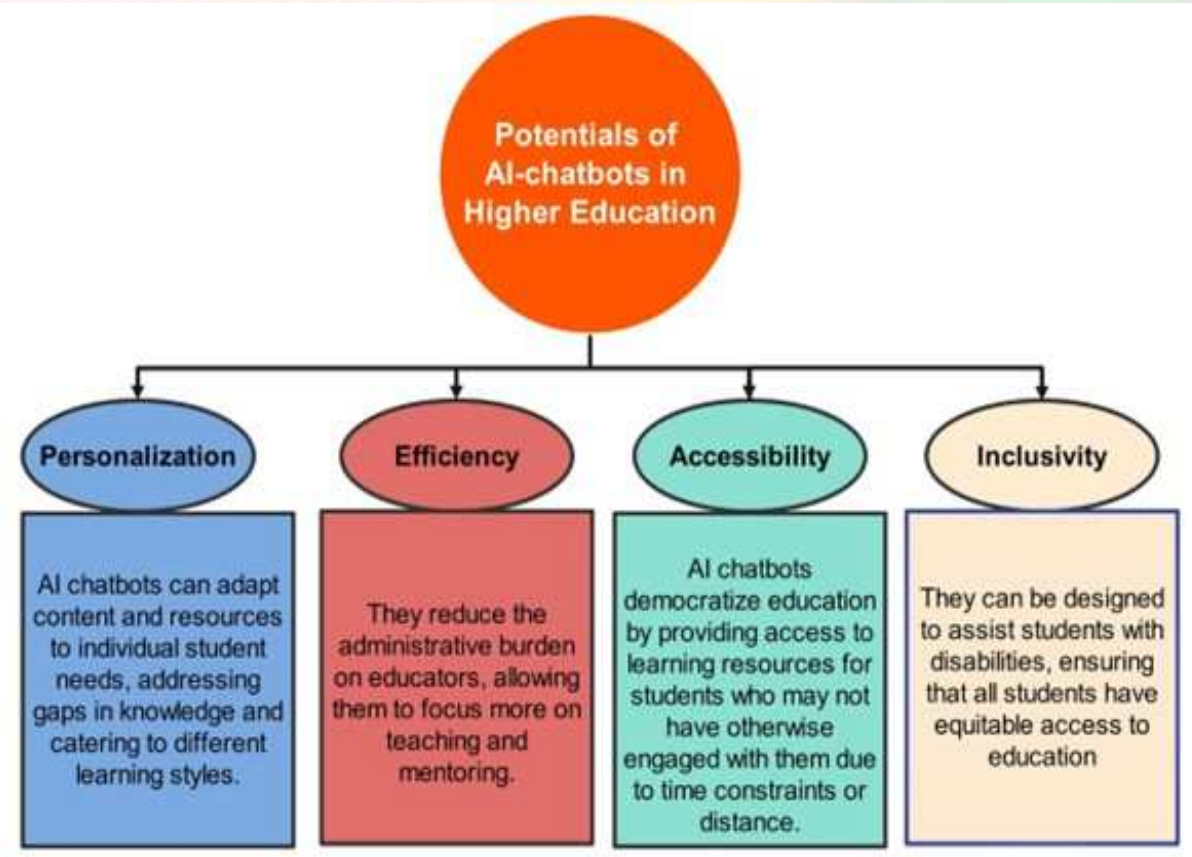 Potentials of
AI-chatbots in
Higher Education
Personalization
AI chatbots can adapt
content and resources
to individual student
needs, addressing
gaps in knowledge and
catering to different
learning styles.
Efficiency
They reduce the
administrative burden
on educators, allowing
them to focus more on
teaching and
mentoring.
Accessibility
AI chatbots
democratize education
by providing access to
learning resources for
students who may not
have otherwise
engaged with them due
to time constraints or
distance.
Inclusivity
They can be designed
to assist students with
disabilities, ensuring
that all students have
equitable access to
education